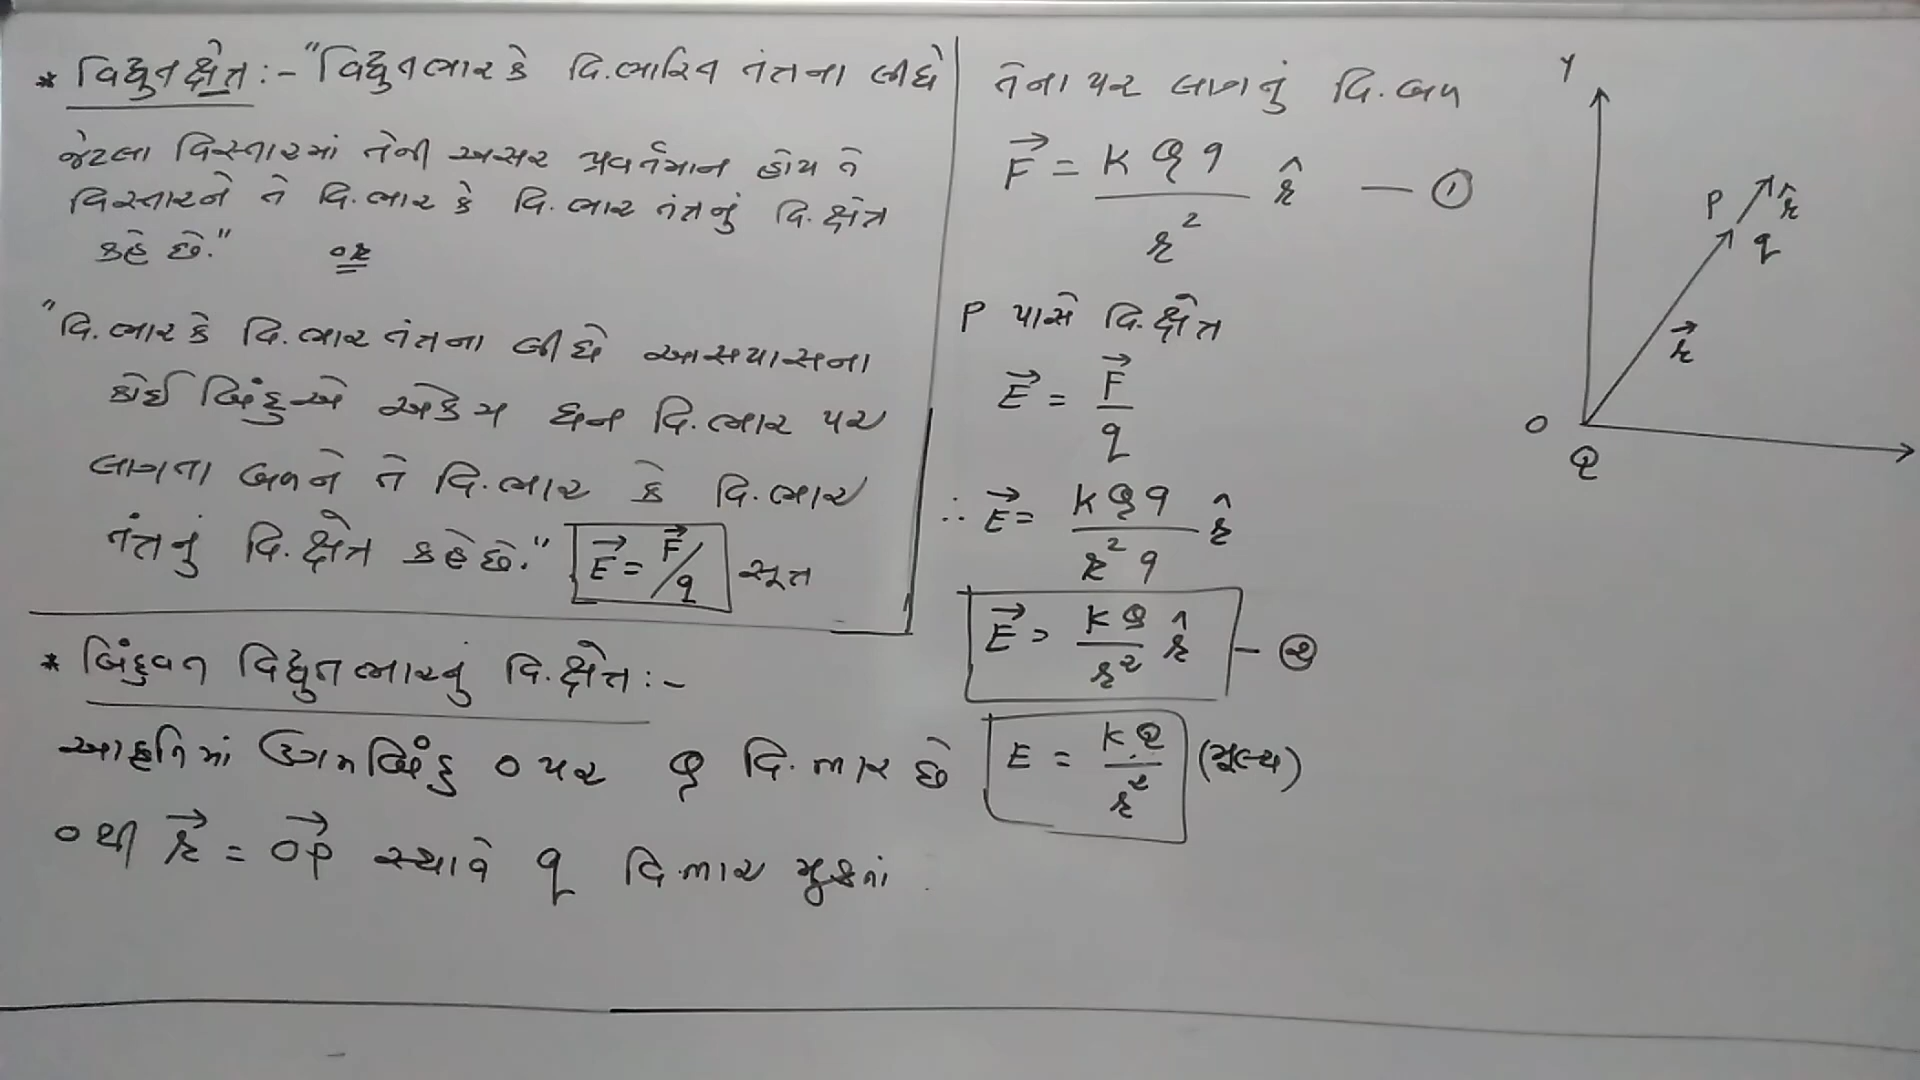 * વિદ્યુતક્ષેત્ર :- "વિદ્યુતભાર કે વિ.ભારિત તંત્રના લીધે
જેટલા વિસ્તારમાં તેની અસર પ્રવર્તમાન હોય તે
વિસ્તારને તે વિ.ભાર કે વિ.ભાર તંત્રનું વિ.ક્ષેત્ર
કહે છે."    or
"વિ.ભાર કે વિ.ભાર તંત્રના લીધે આસપાસના
કોઈ બિંદુએ એકમ ધન વિ.ભાર પર
લાગતા બળને તે વિ.ભાર કે વિ.ભાર
તંત્રનું વિ.ક્ષેત્ર કહે છે." E⃗ = F⃗/q સૂત્ર
* બિંદુવત વિદ્યુતભારનું વિ.ક્ષેત્ર :-
આકૃતિમાં ઉગમબિંદુ O પર Q વિ.ભાર છે
O થી r⃗ = OP⃗ સ્થાને q વિ.ભાર મુકતાં
તેના પર લાગતું વિ.બળ
F⃗ = KQq/r² r̂ — ①
P પાસે વિ.ક્ષેત્ર
E⃗ = F⃗/q
∴ E⃗ = KQq/r²q r̂
E⃗ = KQ/r² r̂ — ②
E = KQ/r² (મૂલ્ય)
Y
P r̂
q
r⃗
O
Q